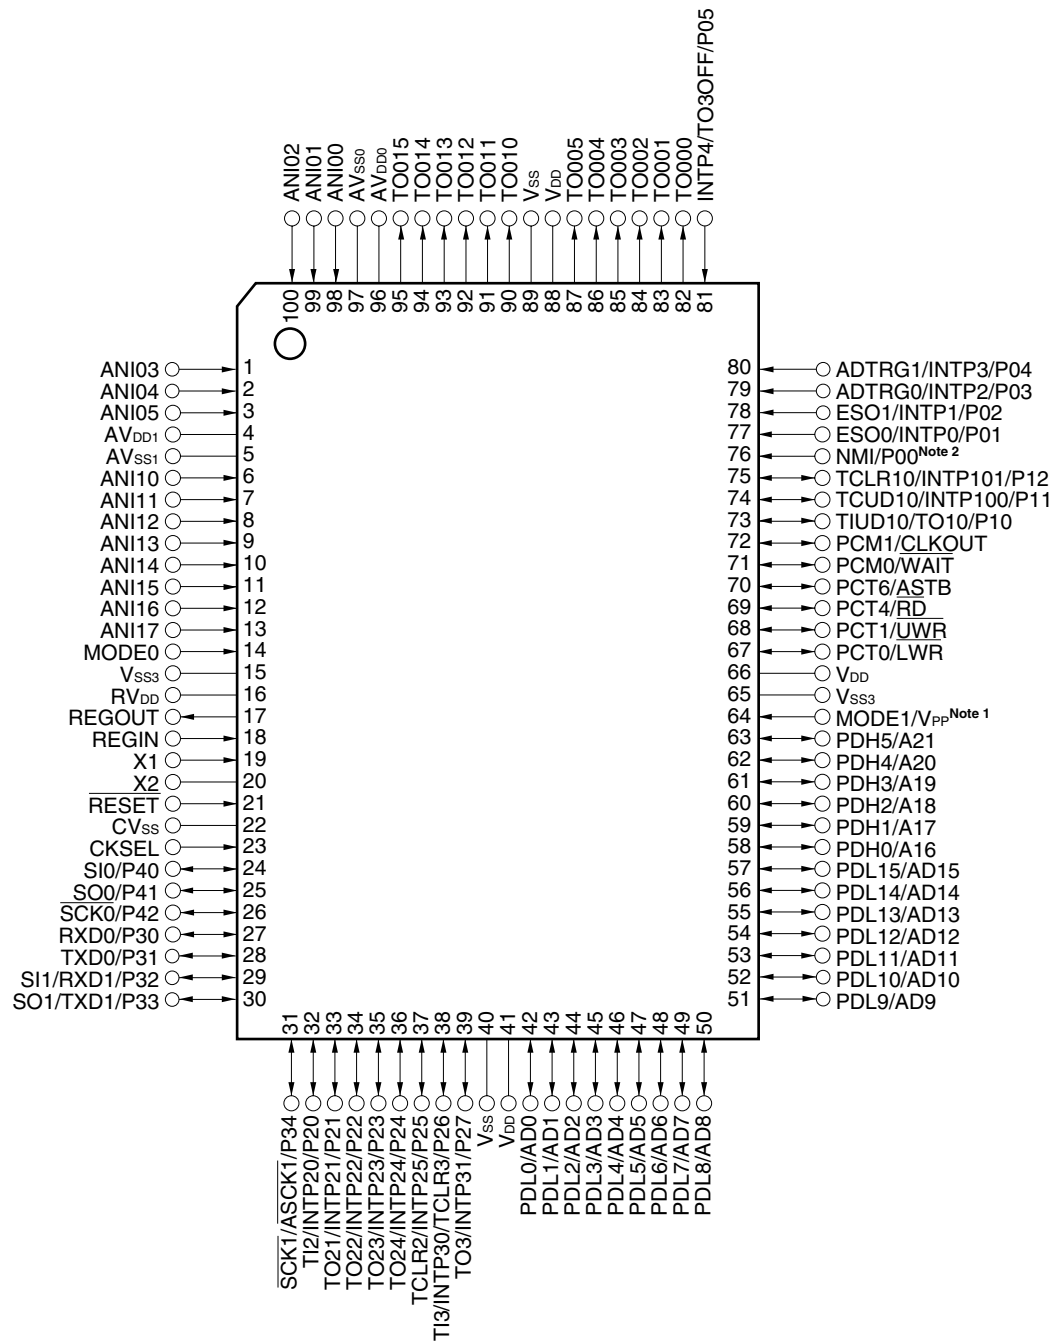 ANI02
ANI01
ANI00
AVSS0
AVDD0
TO015
TO014
TO013
TO012
TO011
TO010
VSS
VDD
TO005
TO004
TO003
TO002
TO001
TO000
INTP4/TO3OFF/P05
100
99
98
97
96
95
94
93
92
91
90
89
88
87
86
85
84
83
82
81
ANI03 1
ANI04 2
ANI05 3
AVDD1 4
AVSS1 5
ANI10 6
ANI11 7
ANI12 8
ANI13 9
ANI14 10
ANI15 11
ANI16 12
ANI17 13
MODE0 14
VSS3 15
RVDD 16
REGOUT 17
REGIN 18
X1 19
X2 20
RESET 21
CVSS 22
CKSEL 23
SI0/P40 24
SO0/P41 25
SCK0/P42 26
RXD0/P30 27
TXD0/P31 28
SI1/RXD1/P32 29
SO1/TXD1/P33 30
80 ADTRG1/INTP3/P04
79 ADTRG0/INTP2/P03
78 ESO1/INTP1/P02
77 ESO0/INTP0/P01
76 NMI/P00Note 2
75 TCLR10/INTP101/P12
74 TCUD10/INTP100/P11
73 TIUD10/TO10/P10
72 PCM1/CLKOUT
71 PCM0/WAIT
70 PCT6/ASTB
69 PCT4/RD
68 PCT1/UWR
67 PCT0/LWR
66 VDD
65 VSS3
64 MODE1/VPPNote 1
63 PDH5/A21
62 PDH4/A20
61 PDH3/A19
60 PDH2/A18
59 PDH1/A17
58 PDH0/A16
57 PDL15/AD15
56 PDL14/AD14
55 PDL13/AD13
54 PDL12/AD12
53 PDL11/AD11
52 PDL10/AD10
51 PDL9/AD9
31
32
33
34
35
36
37
38
39
40
41
42
43
44
45
46
47
48
49
50
SCK1/ASCK1/P34
TI2/INTP20/P20
TO21/INTP21/P21
TO22/INTP22/P22
TO23/INTP23/P23
TO24/INTP24/P24
TCLR2/INTP25/P25
TI3/INTP30/TCLR3/P26
TO3/INTP31/P27
VSS
VDD
PDL0/AD0
PDL1/AD1
PDL2/AD2
PDL3/AD3
PDL4/AD4
PDL5/AD5
PDL6/AD6
PDL7/AD7
PDL8/AD8